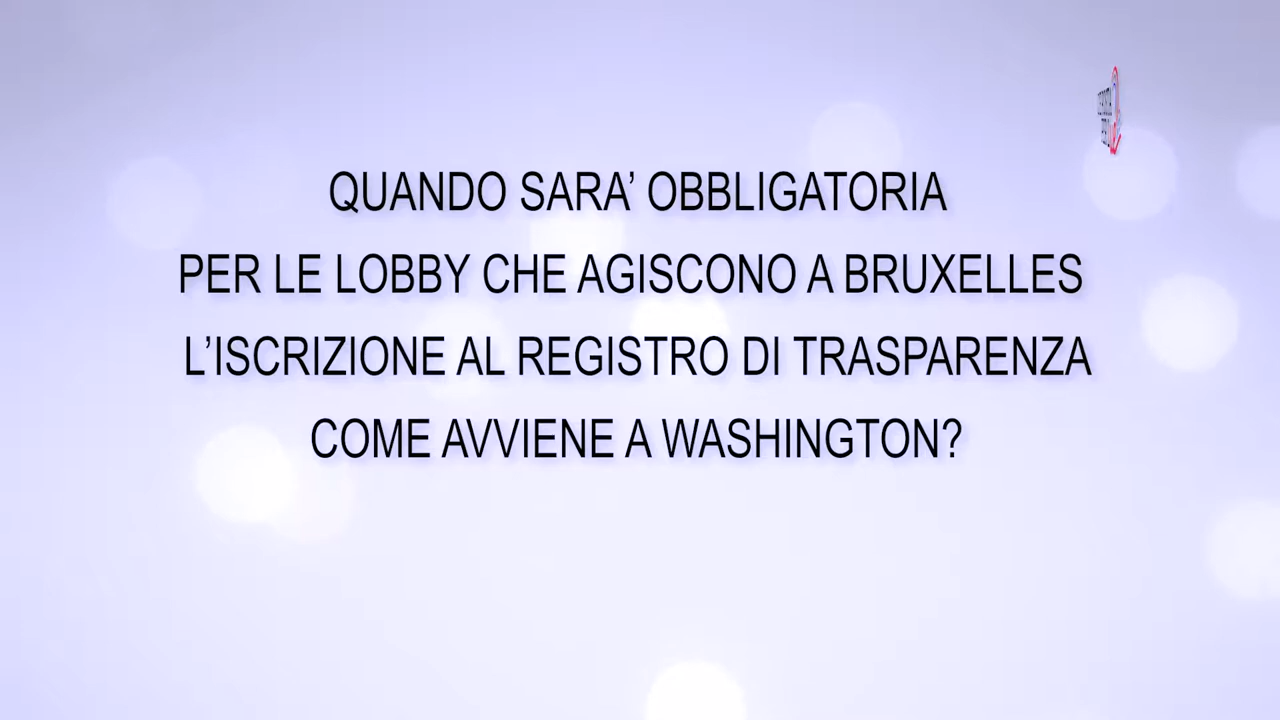 QUANDO SARA’ OBBLIGATORIA
PER LE LOBBY CHE AGISCONO A BRUXELLES
L’ISCRIZIONE AL REGISTRO DI TRASPARENZA
COME AVVIENE A WASHINGTON?